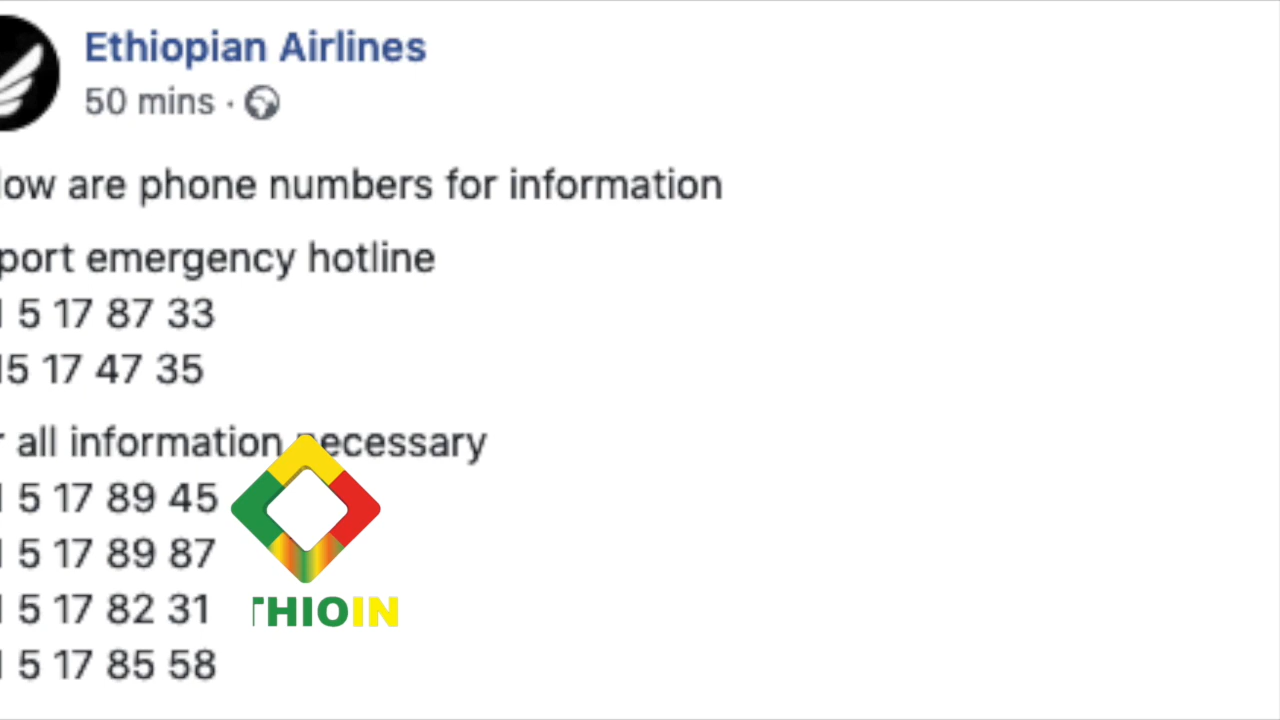 Ethiopian Airlines
50 mins ·
low are phone numbers for information
port emergency hotline
1 5 17 87 33
15 17 47 35
r all information necessary
1 5 17 89 45
1 5 17 89 87
1 5 17 82 31
1 5 17 85 58
THIOIN